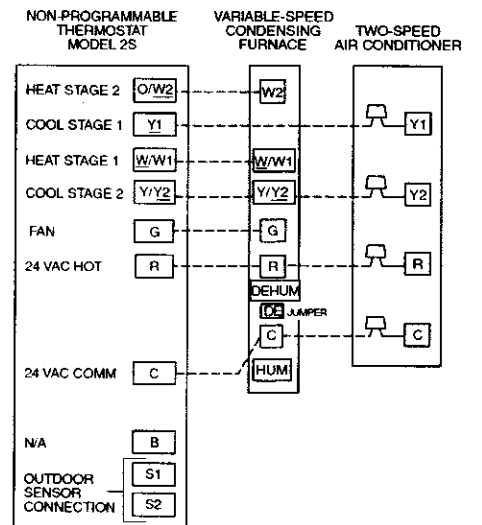 NON-PROGRAMMABLE
THERMOSTAT
MODEL 2S
VARIABLE-SPEED
CONDENSING
FURNACE
TWO-SPEED
AIR CONDITIONER
HEAT STAGE 2 O/W2 W2
COOL STAGE 1 Y1 Y1
HEAT STAGE 1 W/W1 W/W1
COOL STAGE 2 Y/Y2 Y/Y2 Y2
FAN G G
24 VAC HOT R R R
DEHUM
DE JUMPER
C C
24 VAC COMM C HUM
N/A B
OUTDOOR
SENSOR
CONNECTION
S1
S2